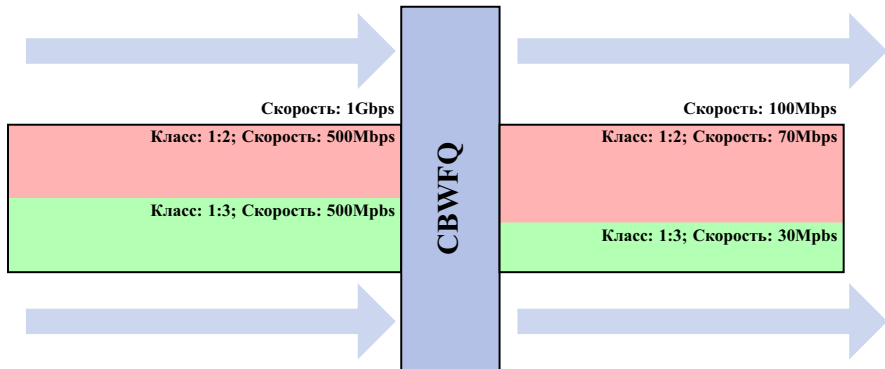 Скорость: 1Gbps
Класс: 1:2; Скорость: 500Mbps
Класс: 1:3; Скорость: 500Mpbs
CBWFQ
Скорость: 100Mbps
Класс: 1:2; Скорость: 70Mbps
Класс: 1:3; Скорость: 30Mpbs